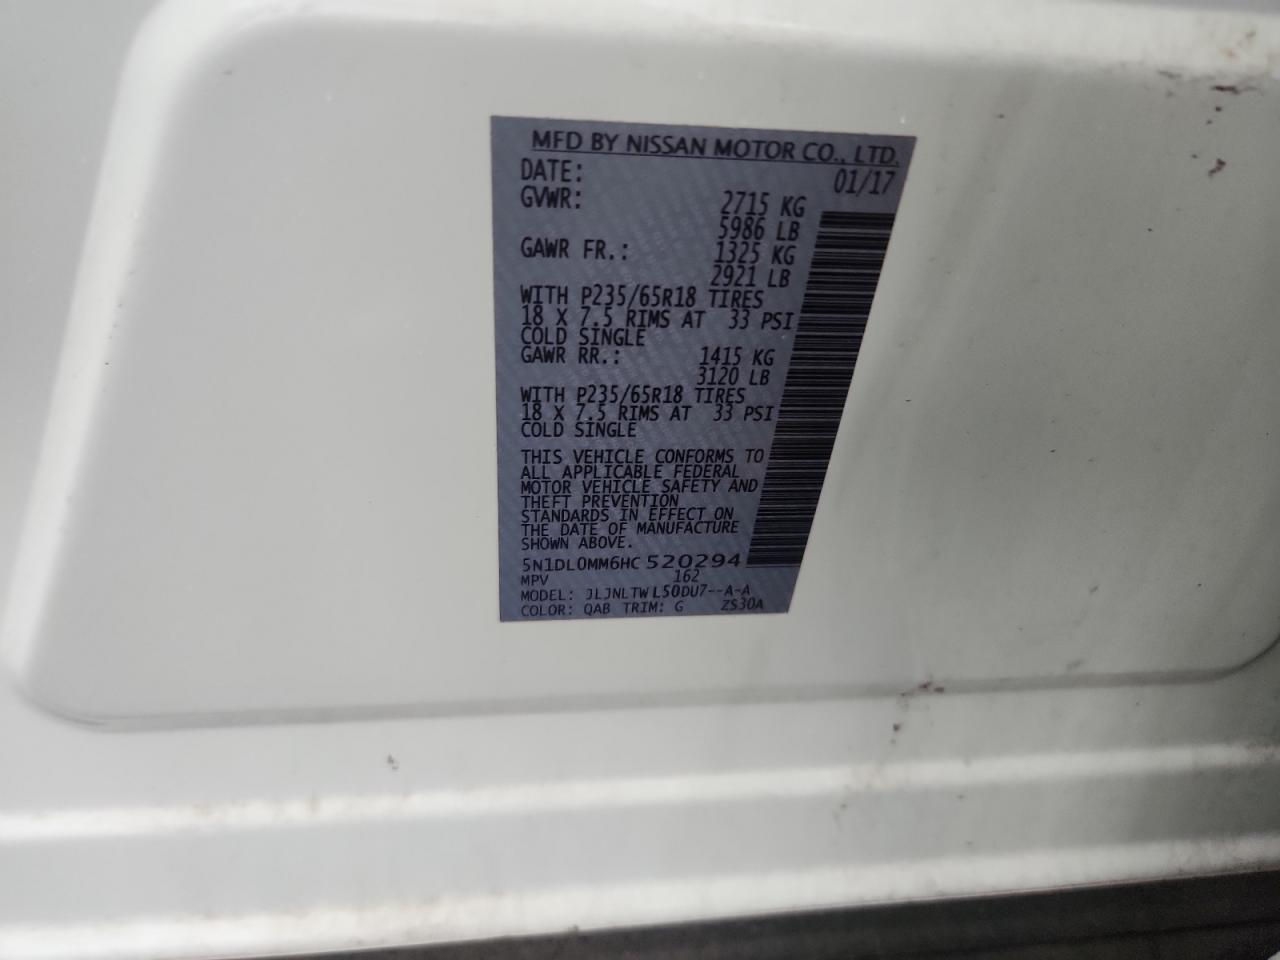 MFD BY NISSAN MOTOR CO., LTD.
DATE: 01/17
GVWR: 2715 KG
5986 LB
GAWR FR.: 1325 KG
2921 LB
WITH P235/65R18 TIRES
18 X 7.5 RIMS AT 33 PSI
COLD SINGLE
GAWR RR.: 1415 KG
3120 LB
WITH P235/65R18 TIRES
18 X 7.5 RIMS AT 33 PSI
COLD SINGLE
THIS VEHICLE CONFORMS TO
ALL APPLICABLE FEDERAL
MOTOR VEHICLE SAFETY AND
THEFT PREVENTION
STANDARDS IN EFFECT ON
THE DATE OF MANUFACTURE
SHOWN ABOVE.
5N1DL0MM6HC520294
MPV 162
MODEL: JLJNLTWL50DU7--A-A
COLOR: QAB TRIM: G ZS30A